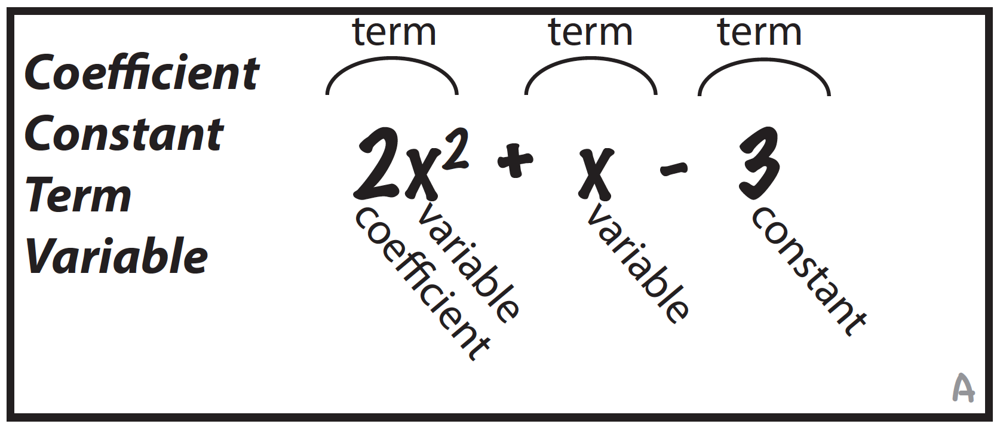 term term term
Coefficient
Constant
Term
Variable
2x² + x - 3
coefficient
variable
variable
constant
A